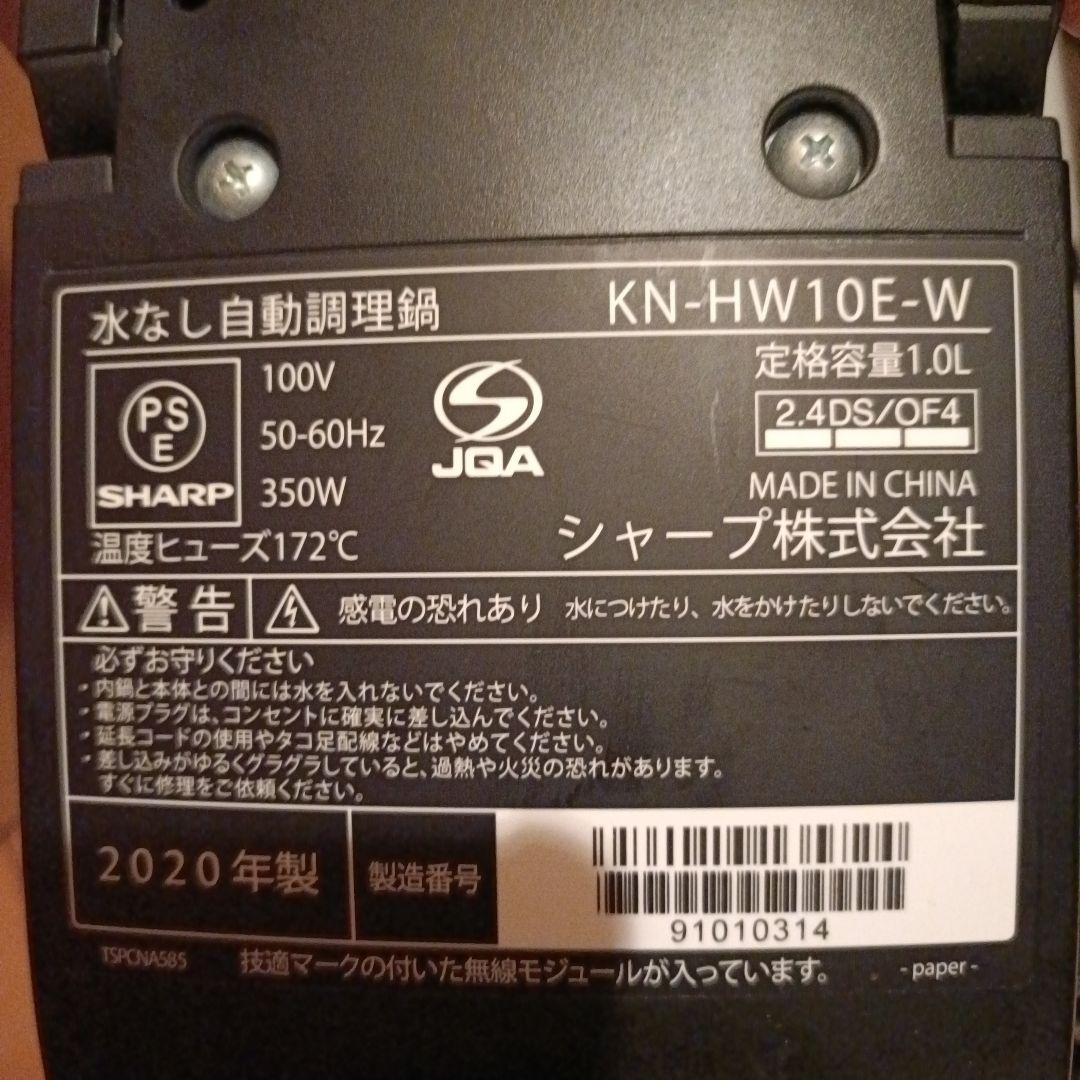 水なし自動調理鍋
KN-HW10E-W
PS
E
SHARP
100V
50-60Hz
350W
JQA
定格容量1.0L
2.4DS/OF4
MADE IN CHINA
温度ヒューズ172℃
シャープ株式会社
警告
感電の恐れあり 水につけたり、水をかけたりしないでください。
必ずお守りください
・内鍋と本体との間には水を入れないでください。
・電源プラグは、コンセントに確実に差し込んでください。
・延長コードの使用やタコ足配線などはやめてください。
・差し込みがゆるくグラグラしていると、過熱や火災の恐れがあります。
すぐに修理をご依頼ください。
2020年製
製造番号
91010314
TSPCNA585
技適マークの付いた無線モジュールが入っています。
- paper -